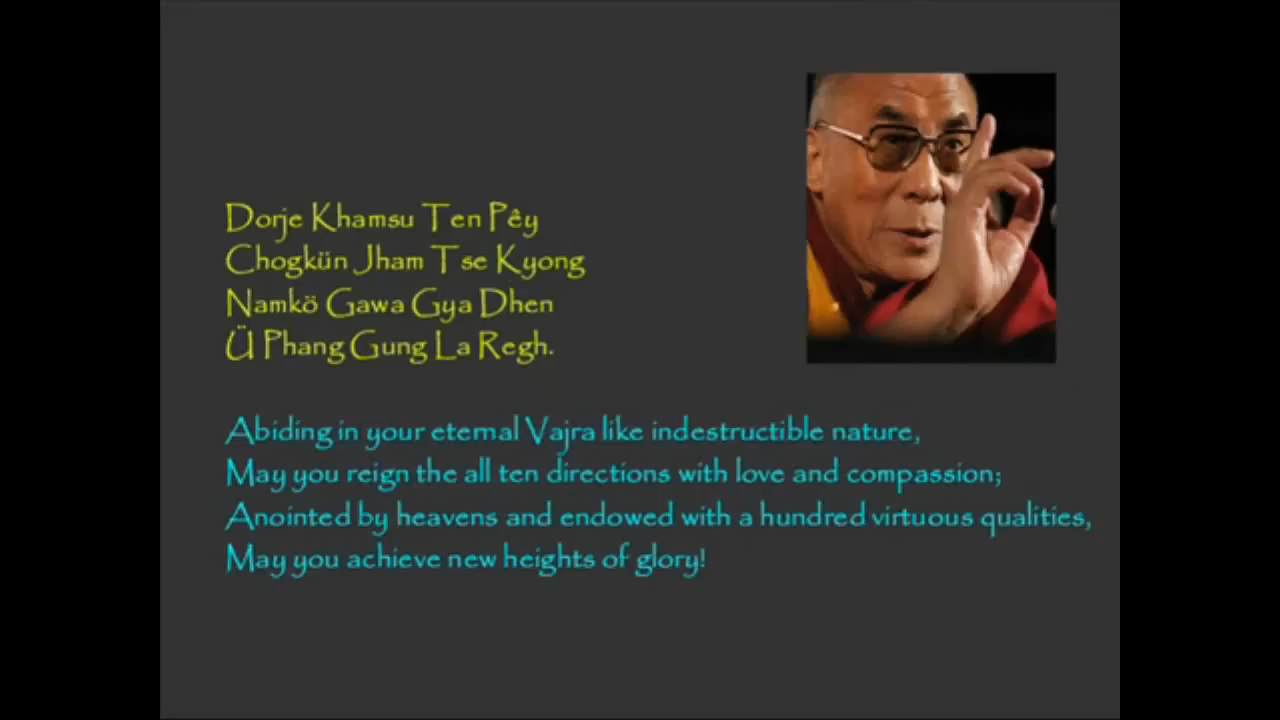 Dorje Khamsu Ten Pêy
Chogkün Jham Tse Kyong
Namkö Gawa Gya Dhen
Ü Phang Gung La Regh.
Abiding in your eternal Vajra like indestructible nature,
May you reign the all ten directions with love and compassion;
Anointed by heavens and endowed with a hundred virtuous qualities,
May you achieve new heights of glory!